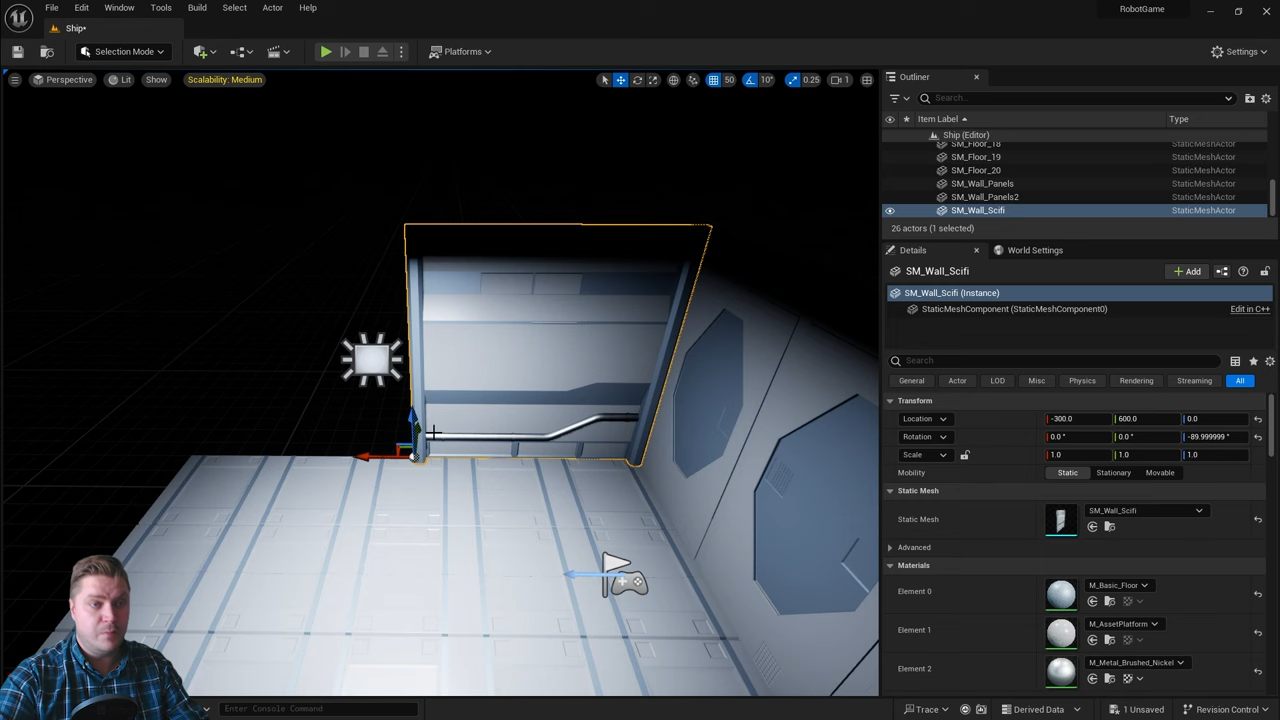 File Edit Window Tools Build Select Actor Help
RobotGame
Ship•
Selection Mode
Platforms
Settings
Perspective Lit Show Scalability: Medium
50 10° 0.25 1
Outliner
Search...
Item Label Type
Ship (Editor)
SM_Floor_18 StaticMeshActor
SM_Floor_19 StaticMeshActor
SM_Floor_20 StaticMeshActor
SM_Wall_Panels StaticMeshActor
SM_Wall_Panels2 StaticMeshActor
SM_Wall_Scifi StaticMeshActor
26 actors (1 selected)
Details World Settings
SM_Wall_Scifi
Add
SM_Wall_Scifi (Instance)
StaticMeshComponent (StaticMeshComponent0) Edit in C++
Search
General Actor LOD Misc Physics Rendering Streaming All
Transform
Location -300.0 600.0 0.0
Rotation 0.0 ° 0.0 ° -89.999999 °
Scale 1.0 1.0 1.0
Mobility Static Stationary Movable
Static Mesh
Static Mesh SM_Wall_Scifi
Advanced
Materials
Element 0 M_Basic_Floor
Element 1 M_AssetPlatform
Element 2 M_Metal_Brushed_Nickel
Enter Console Command
Trace Derived Data 1 Unsaved Revision Control